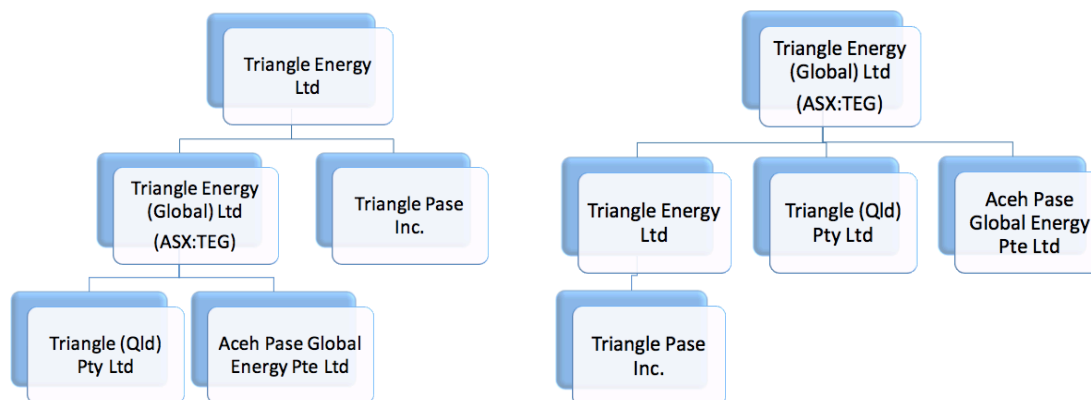 Triangle Energy
Ltd
Triangle Energy
(Global) Ltd
(ASX:TEG)
Triangle Pase
Inc.
Triangle (Qld)
Pty Ltd
Aceh Pase Global
Energy Pte Ltd
Triangle Energy
(Global) Ltd
(ASX:TEG)
Triangle Energy
Ltd
Triangle (Qld)
Pty Ltd
Aceh Pase
Global Energy
Pte Ltd
Triangle Pase
Inc.